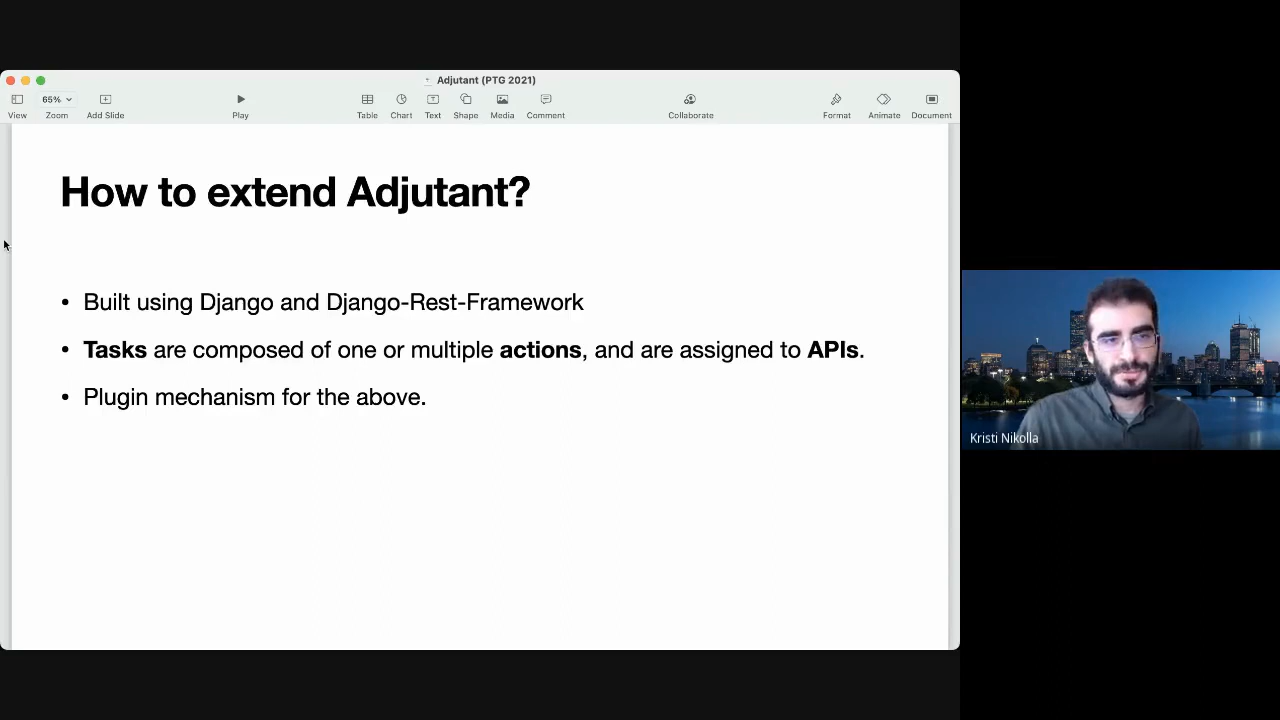 Adjutant (PTG 2021)
65%
View
Zoom
Add Slide
Play
Table
Chart
Text
Shape
Media
Comment
Collaborate
Format
Animate
Document
How to extend Adjutant?
• Built using Django and Django-Rest-Framework
• Tasks are composed of one or multiple actions, and are assigned to APIs.
• Plugin mechanism for the above.
Kristi Nikolla